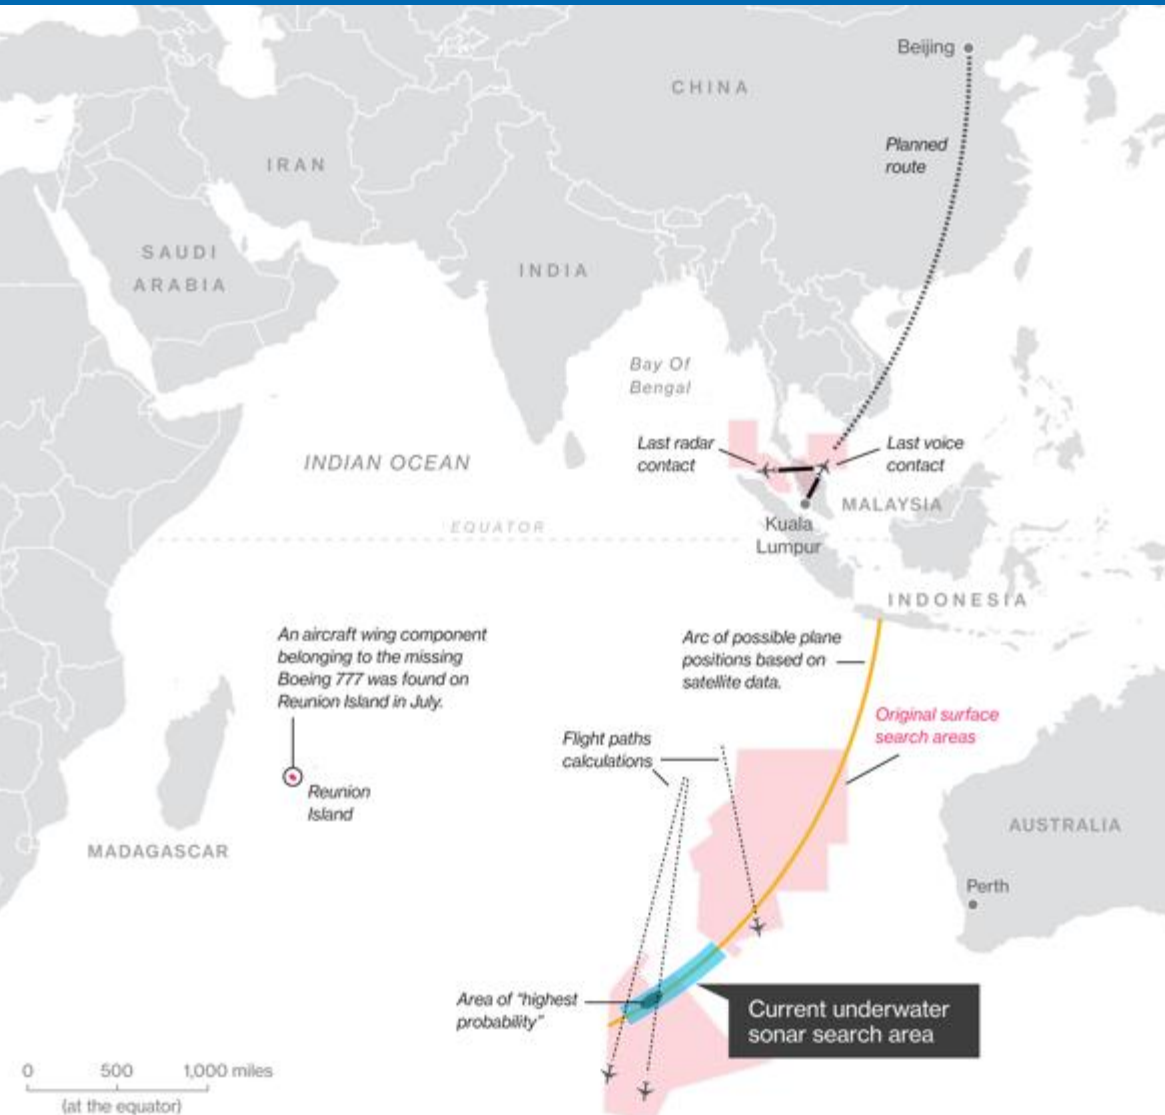 Beijing
CHINA
Planned
route
IRAN
SAUDI
ARABIA
INDIA
Bay Of
Bengal
Last radar
contact
Last voice
contact
INDIAN OCEAN
MALAYSIA
EQUATOR
Kuala
Lumpur
INDONESIA
An aircraft wing component
belonging to the missing
Boeing 777 was found on
Reunion Island in July.
Arc of possible plane
positions based on
satellite data.
Original surface
search areas
Flight paths
calculations
Reunion
Island
MADAGASCAR
AUSTRALIA
Perth
Area of "highest
probability"
Current underwater
sonar search area
0 500 1,000 miles
(at the equator)